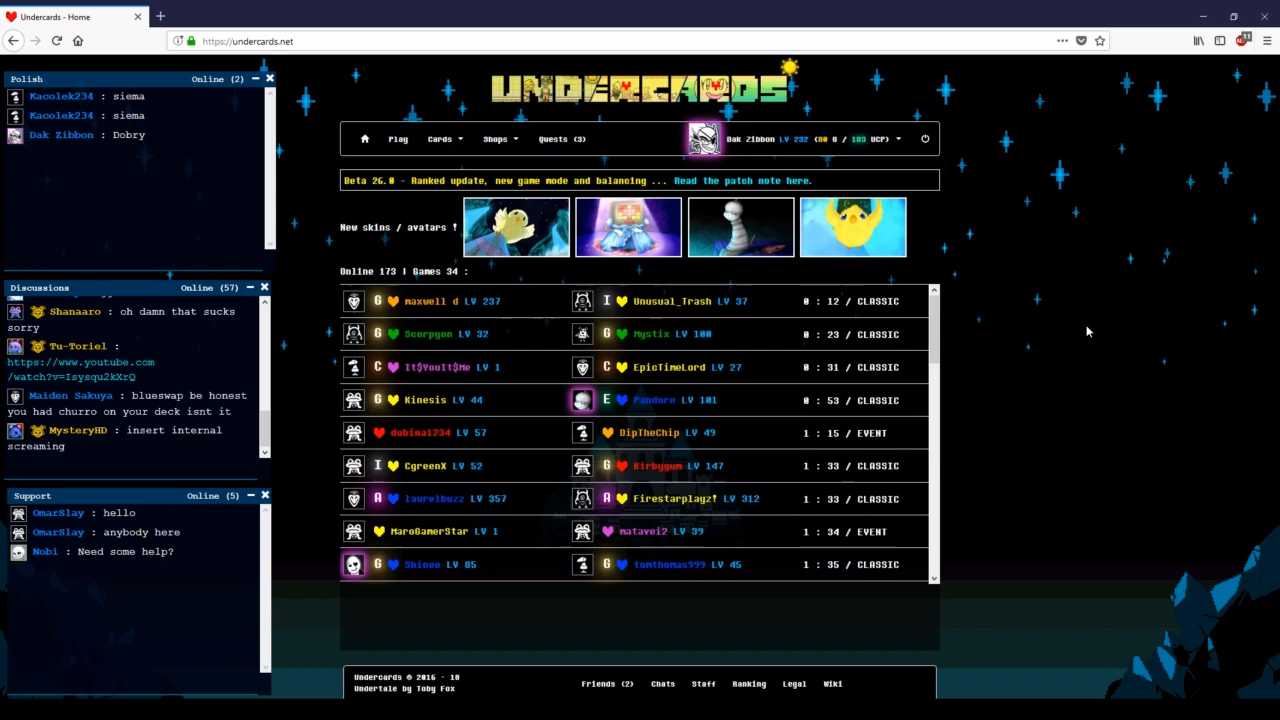 Undercards - Home
https://undercards.net
11
Polish Online (2)
Kacolek234 : siema
Kacolek234 : siema
Dak Zibbon : Dobry
Discussions Online (57)
Shanaaro : oh damn that sucks
sorry
Tu-Toriel :
https://www.youtube.com
/watch?v=Isysqu2kXrQ
Maiden Sakuya : blueswap be honest
you had churro on your deck isnt it
MysteryHD : insert internal
screaming
Support Online (5)
OmarSlay : hello
OmarSlay : anybody here
Nobi : Need some help?
UNDERCARDS
Play Cards Shops Quests (3) Dak Zibbon LV 232 (80 0 / 103 UCP)
Beta 26.0 - Ranked update, new game mode and balancing ... Read the patch note here.
New skins / avatars !
Online 173 | Games 34 :
G maxwell d LV 237 I Unusual_Trash LV 37 0 : 12 / CLASSIC
Scorpyon LV 32 G Mystix LV 100 0 : 23 / CLASSIC
C It$YouIt$Me LV 1 C EpicTimeLord LV 27 0 : 31 / CLASSIC
G Kinesis LV 44 E Pandore LV 101 0 : 53 / CLASSIC
dubina1234 LV 57 DipTheChip LV 49 1 : 15 / EVENT
I CgreenX LV 52 G Kirbygum LV 147 1 : 33 / CLASSIC
A laurelbuzz LV 357 A Firestarplayz! LV 312 1 : 33 / CLASSIC
MaroGamerStar LV 1 matavei2 LV 39 1 : 34 / EVENT
G Shinee LV 85 G tomthomas999 LV 45 1 : 35 / CLASSIC
Undercards © 2016 - 10
Undertale by Toby Fox
Friends (2) Chats Staff Ranking Legal Wiki